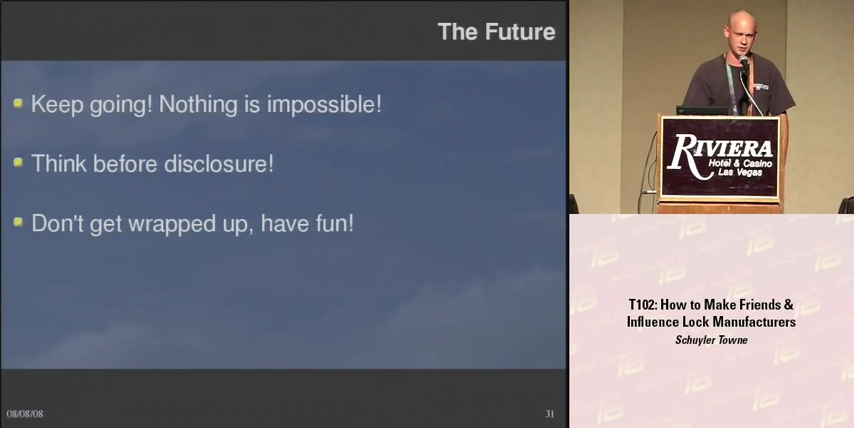 The Future
Keep going! Nothing is impossible!
Think before disclosure!
Don't get wrapped up, have fun!
08/08/08
31
RIVIERA
Hotel & Casino
Las Vegas
T102: How to Make Friends &
Influence Lock Manufacturers
Schuyler Towne